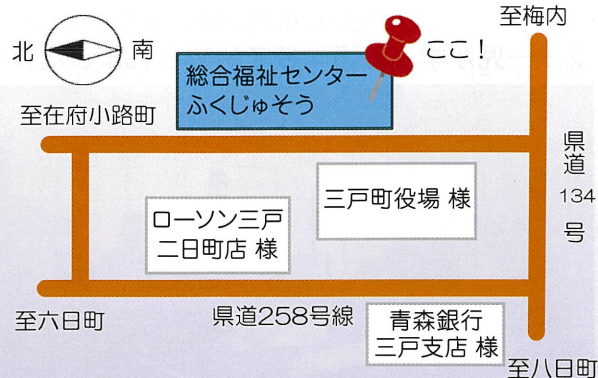 至梅内
北
南
ここ!
総合福祉センター
ふくじゅそう
至在府小路町
県道
134
号
三戸町役場 様
ローソン三戸
二日町店 様
至六日町
県道258号線
青森銀行
三戸支店 様
至八日町